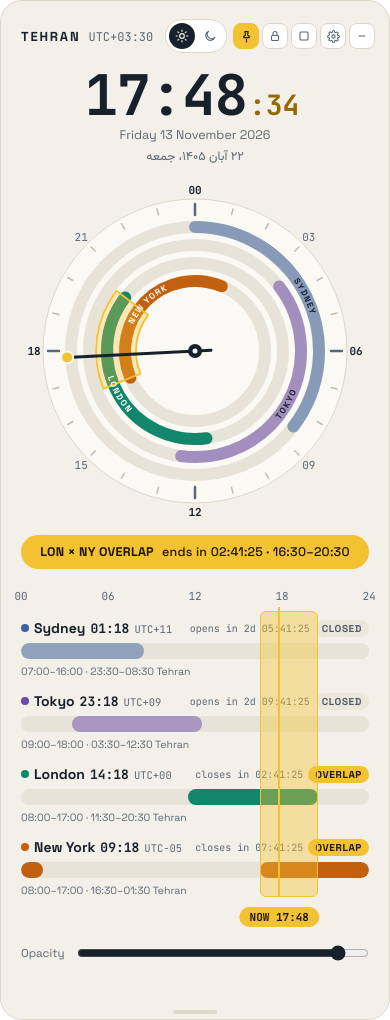 TEHRAN UTC+03:30
17:48:34
Friday 13 November 2026
۲۲ آبان ۱۴۰۵، جمعه
00
21
03
SYDNEY
NEW YORK
18
06
LONDON
TOKYO
15
09
12
LON × NY OVERLAP ends in 02:41:25 · 16:30–20:30
00 06 12 18 24
Sydney 01:18 UTC+11 opens in 2d 05:41:25 CLOSED
07:00–16:00 · 23:30–08:30 Tehran
Tokyo 23:18 UTC+09 opens in 2d 09:41:25 CLOSED
09:00–18:00 · 03:30–12:30 Tehran
London 14:18 UTC+00 closes in 02:41:25 OVERLAP
08:00–17:00 · 11:30–20:30 Tehran
New York 09:18 UTC-05 closes in 07:41:25 OVERLAP
08:00–17:00 · 16:30–01:30 Tehran
NOW 17:48
Opacity